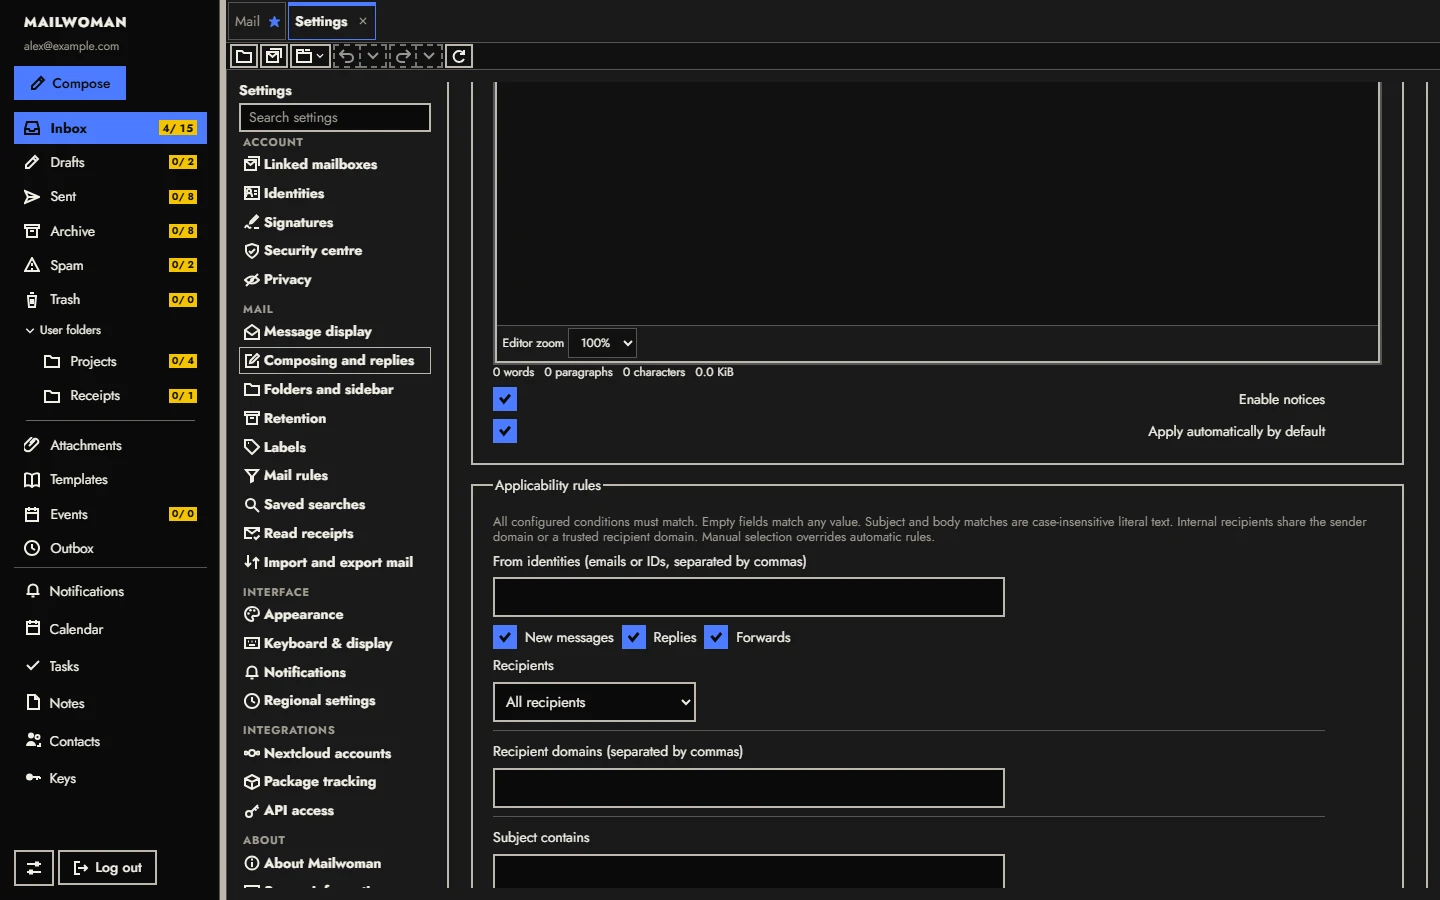 MAILWOMAN
alex@example.com
Compose
Inbox 4/ 15
Drafts 0/ 2
Sent 0/ 8
Archive 0/ 8
Spam 0/ 2
Trash 0/ 0
User folders
Projects 0/ 4
Receipts 0/ 1
Attachments
Templates
Events 0/ 0
Outbox
Notifications
Calendar
Tasks
Notes
Contacts
Keys
Log out
Mail
Settings ×
Settings
Search settings
ACCOUNT
Linked mailboxes
Identities
Signatures
Security centre
Privacy
MAIL
Message display
Composing and replies
Folders and sidebar
Retention
Labels
Mail rules
Saved searches
Read receipts
Import and export mail
INTERFACE
Appearance
Keyboard & display
Notifications
Regional settings
INTEGRATIONS
Nextcloud accounts
Package tracking
API access
ABOUT
About Mailwoman
Editor zoom 100%
0 words 0 paragraphs 0 characters 0.0 KiB
Enable notices
Apply automatically by default
Applicability rules
All configured conditions must match. Empty fields match any value. Subject and body matches are case-insensitive literal text. Internal recipients share the sender
domain or a trusted recipient domain. Manual selection overrides automatic rules.
From identities (emails or IDs, separated by commas)
New messages Replies Forwards
Recipients
All recipients
Recipient domains (separated by commas)
Subject contains